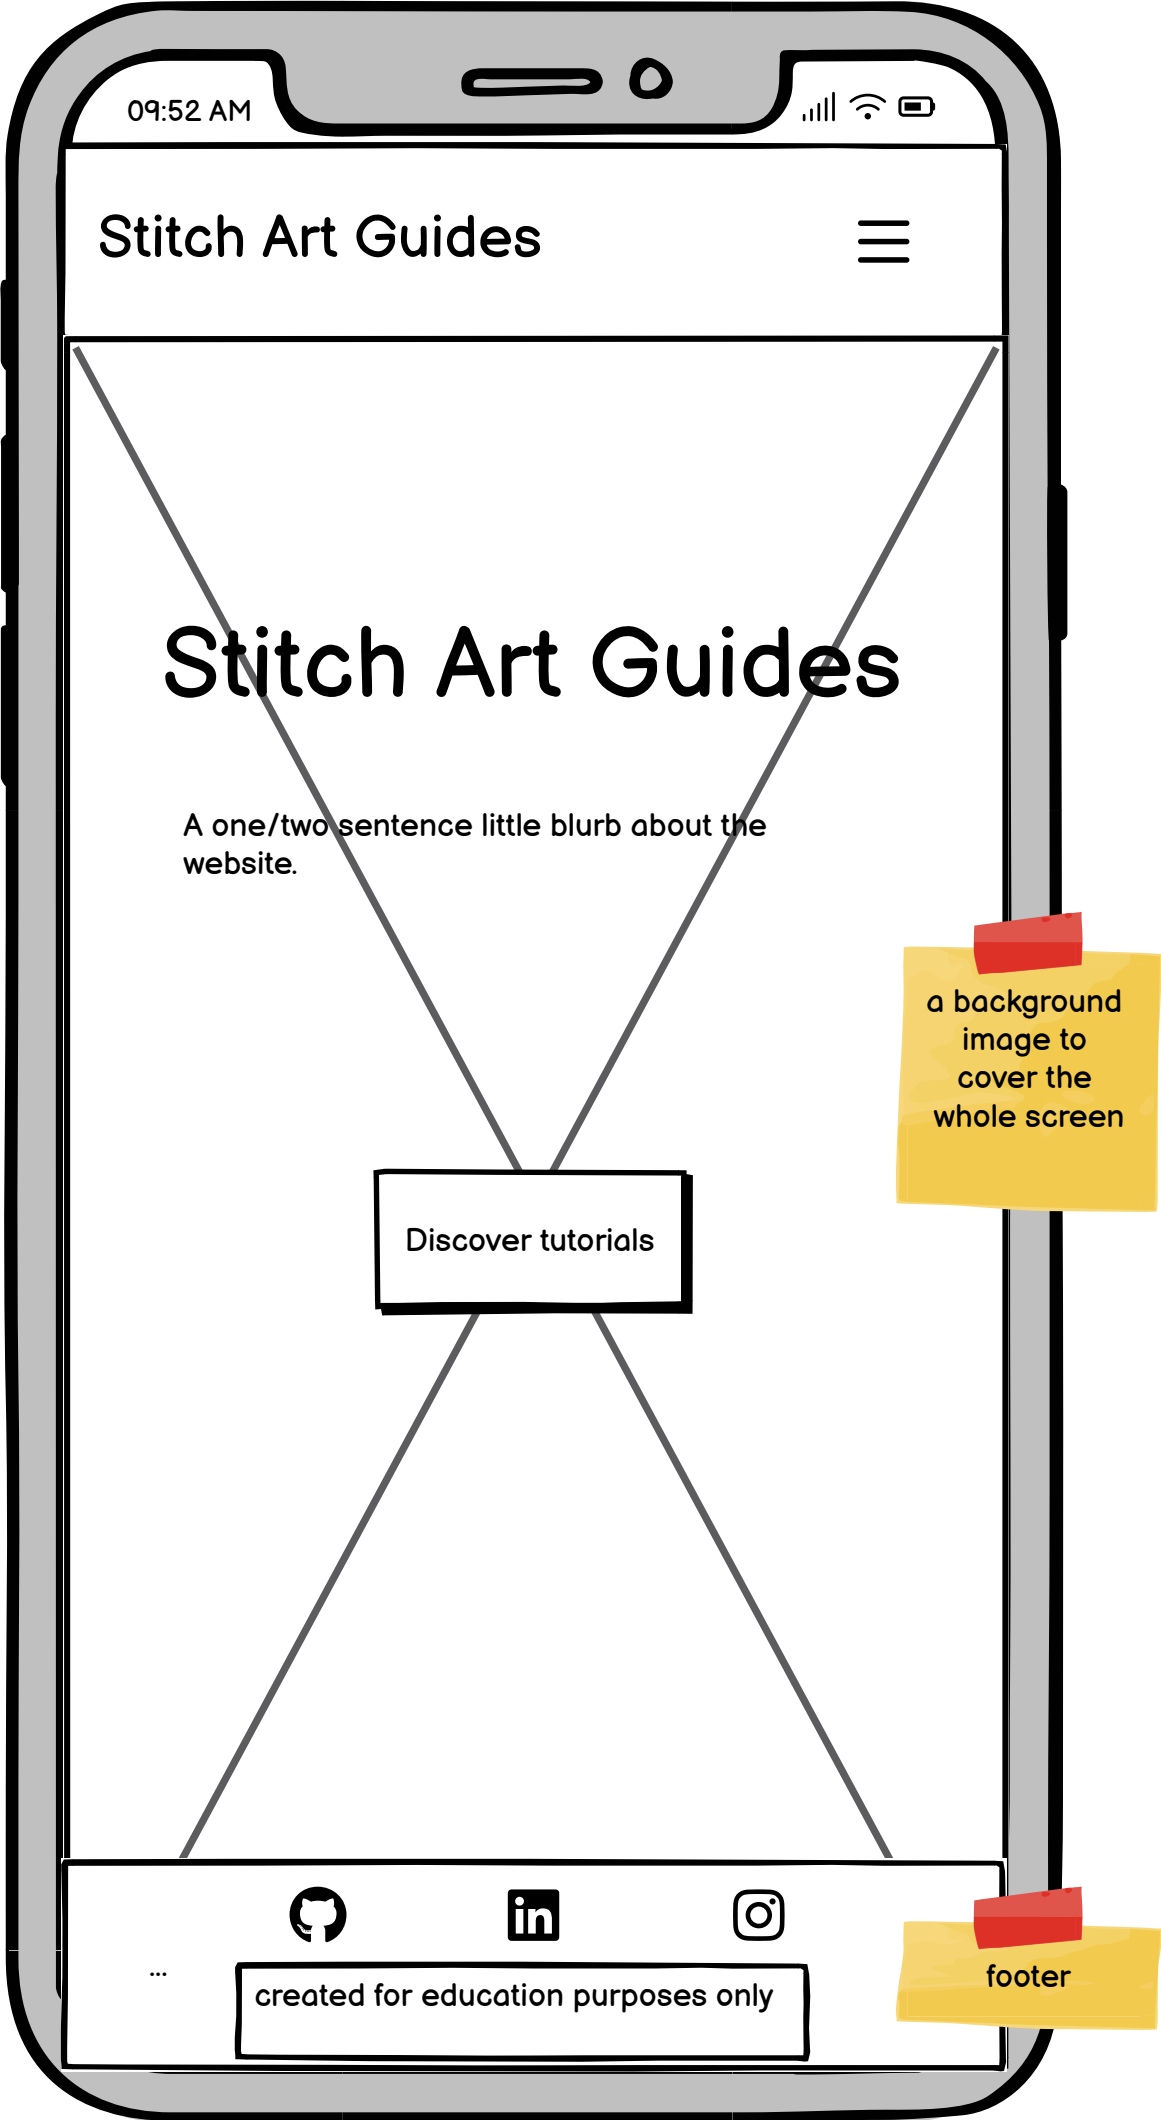 09:52 AM
Stitch Art Guides
Stitch Art Guides
A one/two sentence little blurb about the
website.
a background
image to
cover the
whole screen
Discover tutorials
in
...
created for education purposes only
footer